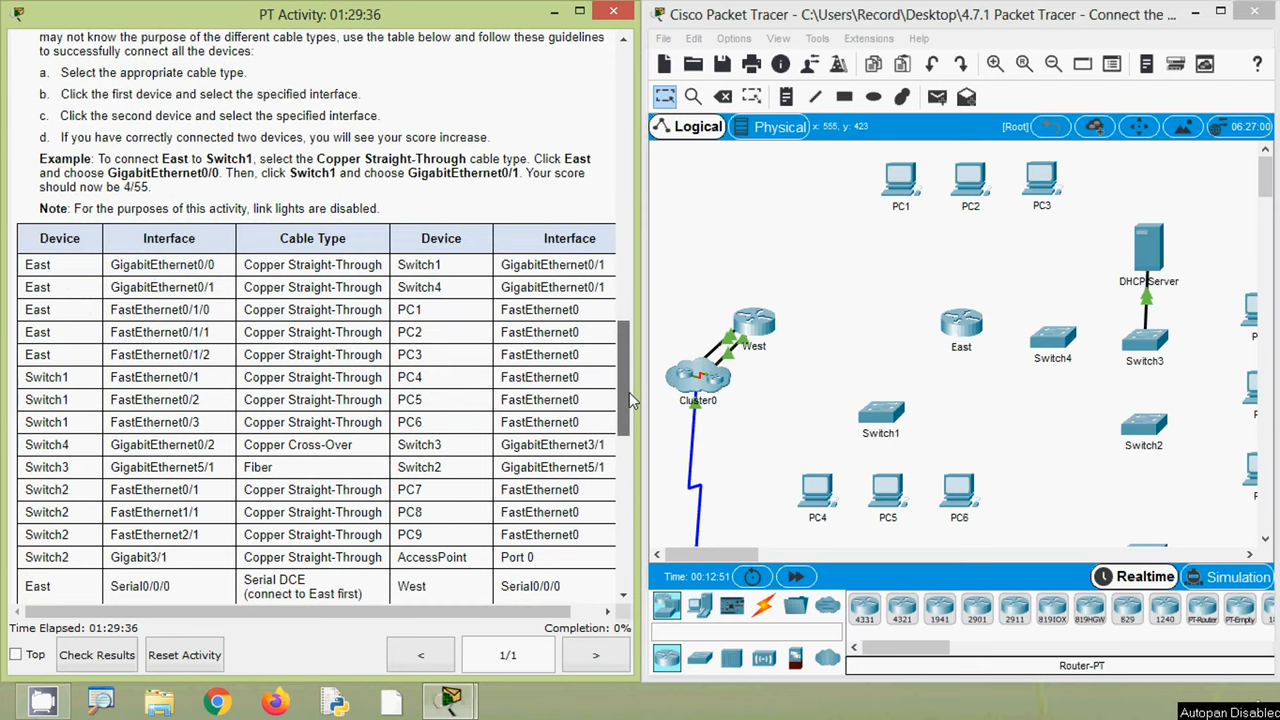 PT Activity: 01:29:36
may not know the purpose of the different cable types, use the table below and follow these guidelines
to successfully connect all the devices:
a. Select the appropriate cable type.
b. Click the first device and select the specified interface.
c. Click the second device and select the specified interface.
d. If you correctly connected two devices, you will see your score increase.
Example: To connect East to Switch1, select the Copper Straight-Through cable type. Click East
and choose GigabitEthernet0/0. Then, click Switch1 and choose GigabitEthernet0/1. Your score
should now be 4/55.
Note: For the purposes of this activity, link lights are disabled.
Device Interface Cable Type Device Interface
East GigabitEthernet0/0 Copper Straight-Through Switch1 GigabitEthernet0/1
East GigabitEthernet0/1 Copper Straight-Through Switch4 GigabitEthernet0/1
East FastEthernet0/1/0 Copper Straight-Through PC1 FastEthernet0
East FastEthernet0/1/1 Copper Straight-Through PC2 FastEthernet0
East FastEthernet0/1/2 Copper Straight-Through PC3 FastEthernet0
Switch1 FastEthernet0/1 Copper Straight-Through PC4 FastEthernet0
Switch1 FastEthernet0/2 Copper Straight-Through PC5 FastEthernet0
Switch1 FastEthernet0/3 Copper Straight-Through PC6 FastEthernet0
Switch4 GigabitEthernet0/2 Copper Cross-Over Switch3 GigabitEthernet3/1
Switch3 GigabitEthernet5/1 Fiber Switch2 GigabitEthernet5/1
Switch2 FastEthernet0/1 Copper Straight-Through PC7 FastEthernet0
Switch2 FastEthernet1/1 Copper Straight-Through PC8 FastEthernet0
Switch2 FastEthernet2/1 Copper Straight-Through PC9 FastEthernet0
Switch2 Gigabit3/1 Copper Straight-Through AccessPoint Port 0
East Serial0/0/0 Serial DCE West Serial0/0/0
(connect to East first)
Time Elapsed: 01:29:36 Completion: 0%
Top Check Results Reset Activity < 1/1 >
Cisco Packet Tracer - C:\Users\Record\Desktop\4.7.1 Packet Tracer - Connect the ...
File Edit Options View Tools Extensions Help
Logical Physical x: 555, y: 423 [Root] 06:27:00
PC1 PC2 PC3
DHCP Server
West East Switch4 Switch3
Cluster0
Switch1 Switch2
PC4 PC5 PC6
Time: 00:12:51 Realtime Simulation
4331 4321 1941 2901 2911 819IOX 819HGW 829 1240 PT-Router PT-Empty
Router-PT
Autopan Disabled